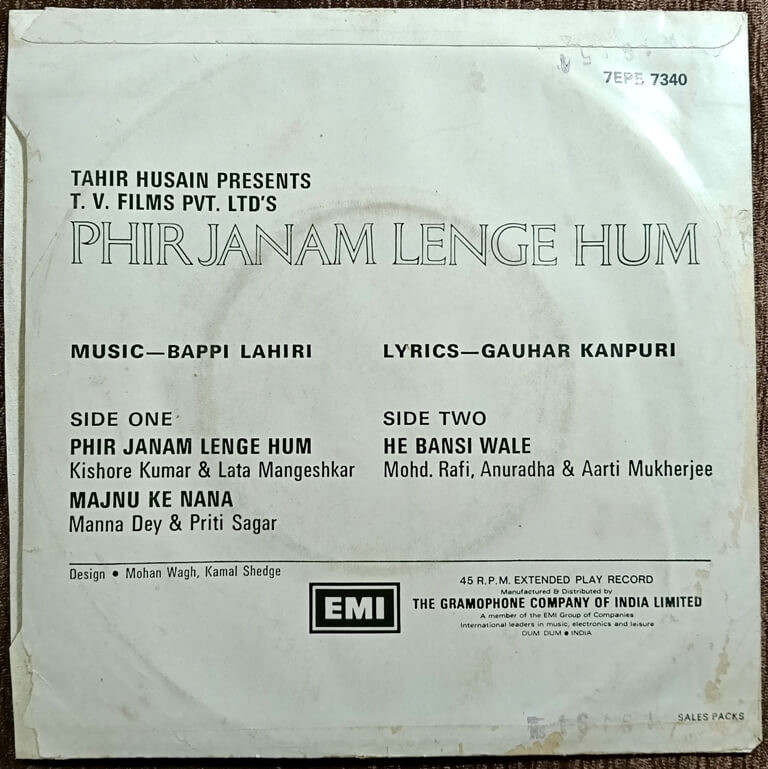 7EPE 7340
TAHIR HUSAIN PRESENTS
T. V. FILMS PVT. LTD'S
PHIR JANAM LENGE HUM
MUSIC—BAPPI LAHIRI
LYRICS—GAUHAR KANPURI
SIDE ONE
PHIR JANAM LENGE HUM
Kishore Kumar & Lata Mangeshkar
MAJNU KE NANA
Manna Dey & Priti Sagar
SIDE TWO
HE BANSI WALE
Mohd. Rafi, Anuradha & Aarti Mukherjee
Design • Mohan Wagh, Kamal Shedge
EMI
45 R.P.M. EXTENDED PLAY RECORD
Manufactured & Distributed by
THE GRAMOPHONE COMPANY OF INDIA LIMITED
A member of the EMI Group of Companies
International leaders in music, electronics and leisure
DUM DUM • INDIA
SALES PACKS